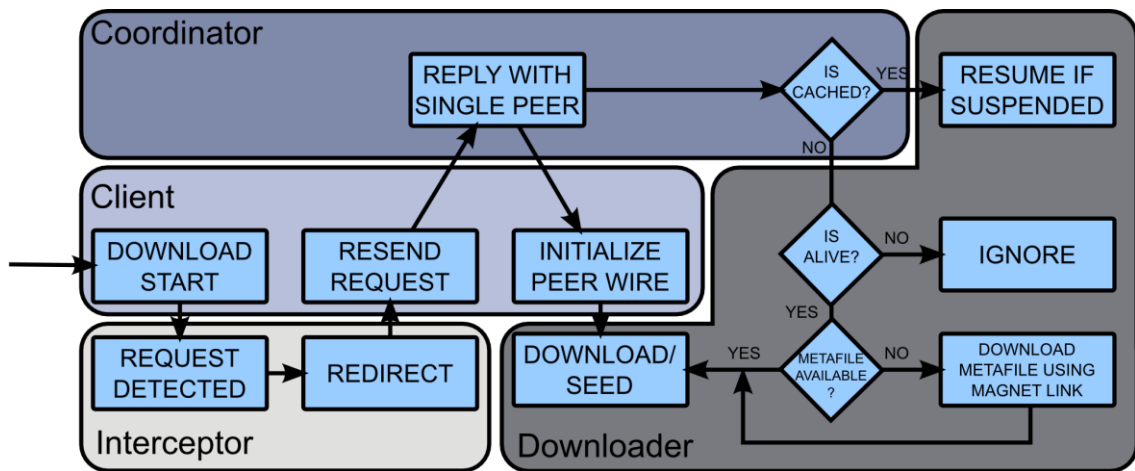 Coordinator
REPLY WITH
SINGLE PEER
IS
CACHED?
YES
RESUME IF
SUSPENDED
NO
Client
DOWNLOAD
START
RESEND
REQUEST
INITIALIZE
PEER WIRE
IS
ALIVE?
NO
IGNORE
YES
REQUEST
DETECTED
REDIRECT
DOWNLOAD/
SEED
YES
METAFILE
AVAILABLE
?
NO
DOWNLOAD
METAFILE USING
MAGNET LINK
Interceptor
Downloader